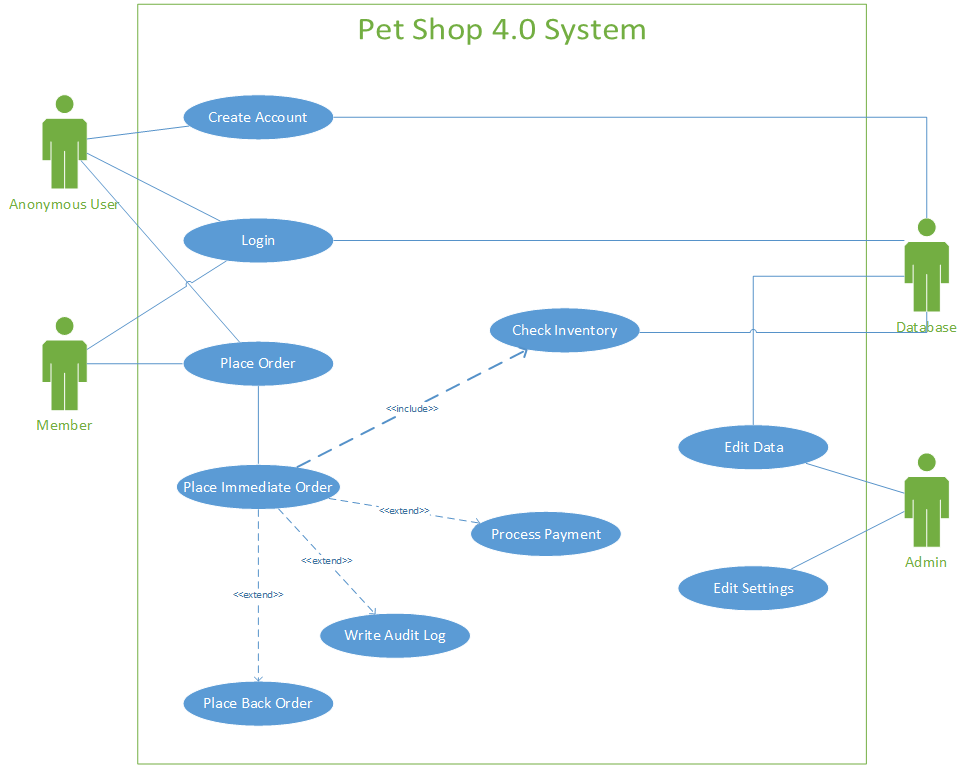 Pet Shop 4.0 System
Create Account
Anonymous User
Login
Database
Check Inventory
Place Order
<<include>>
Member
Edit Data
Place Immediate Order
<<extend>>
Process Payment
<<extend>>
Admin
Edit Settings
<<extend>>
Write Audit Log
Place Back Order